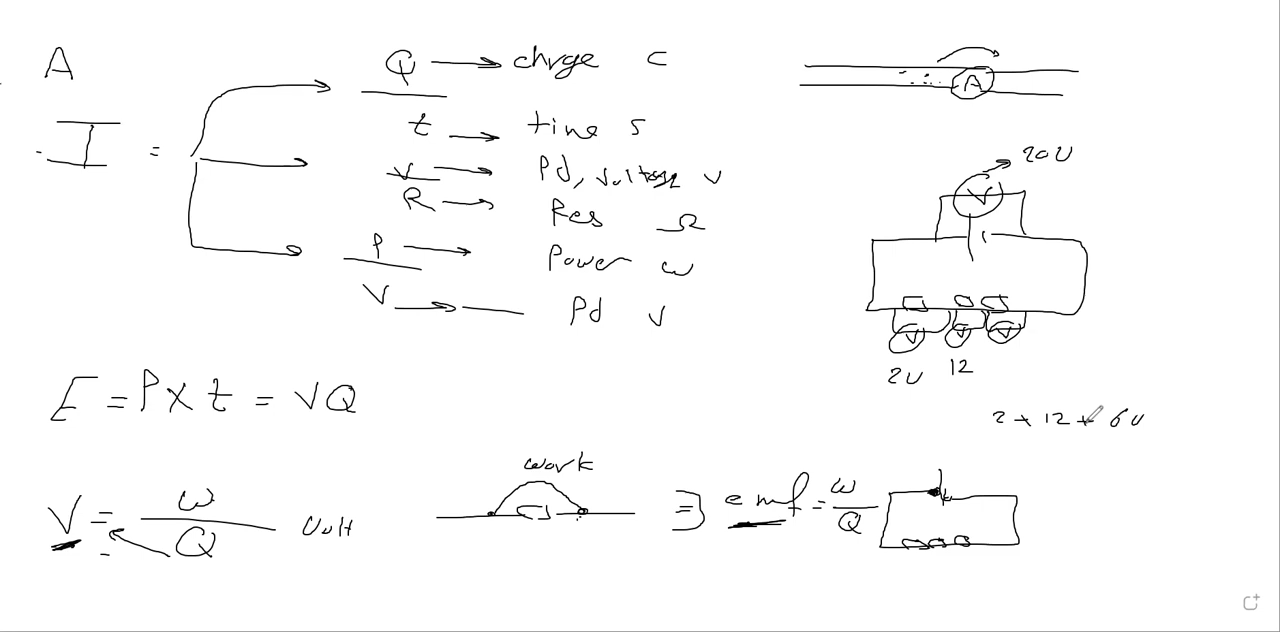 A
I =
Q → chrge C
t → time s
V → Pd, voltage v
R → Res Ω
P → Power w
V → Pd v
A
20V
V
V V V
2V 12
2 + 12 + 6V
E = P x t = VQ
work
V = w / Q volt
∃ emf = w / Q